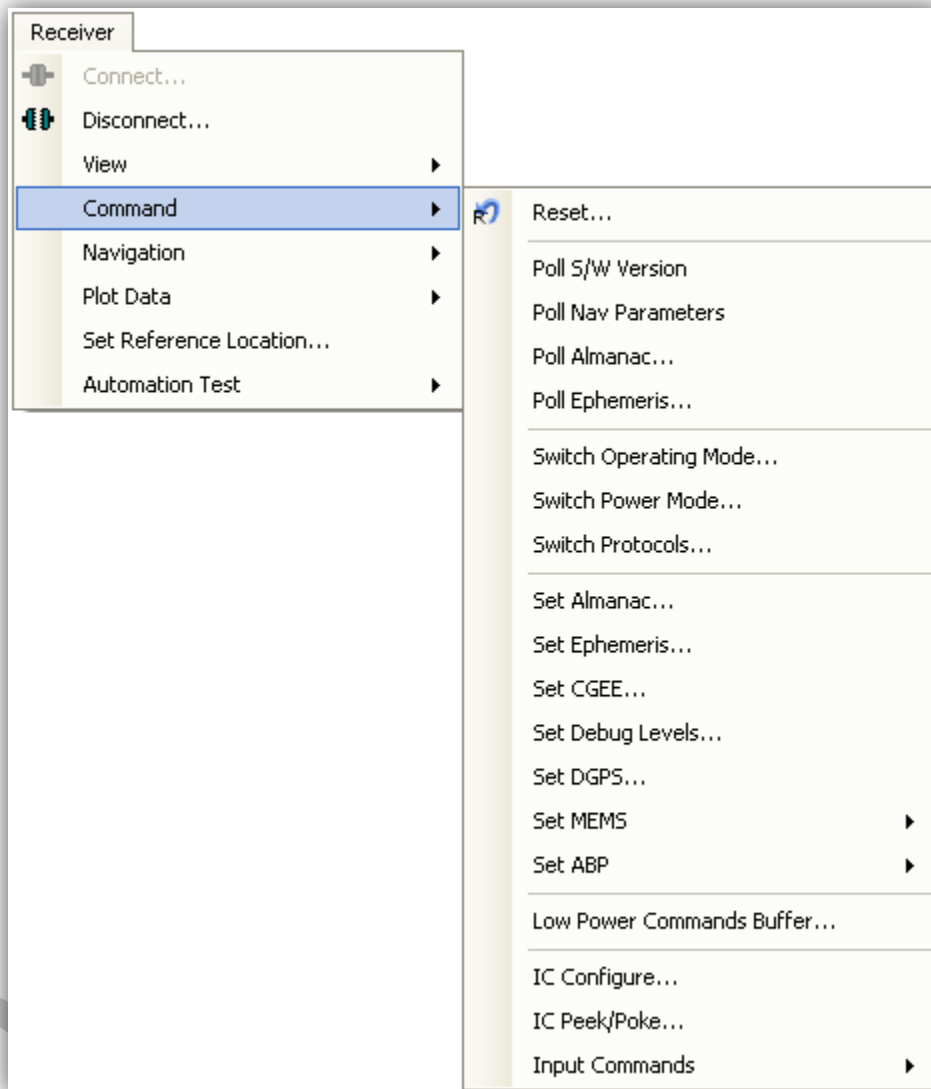 Receiver
Connect...
Disconnect...
View
Command
Navigation
Plot Data
Set Reference Location...
Automation Test
R
Reset...
Poll S/W Version
Poll Nav Parameters
Poll Almanac...
Poll Ephemeris...
Switch Operating Mode...
Switch Power Mode...
Switch Protocols...
Set Almanac...
Set Ephemeris...
Set CGEE...
Set Debug Levels...
Set DGPS...
Set MEMS
Set ABP
Low Power Commands Buffer...
IC Configure...
IC Peek/Poke...
Input Commands